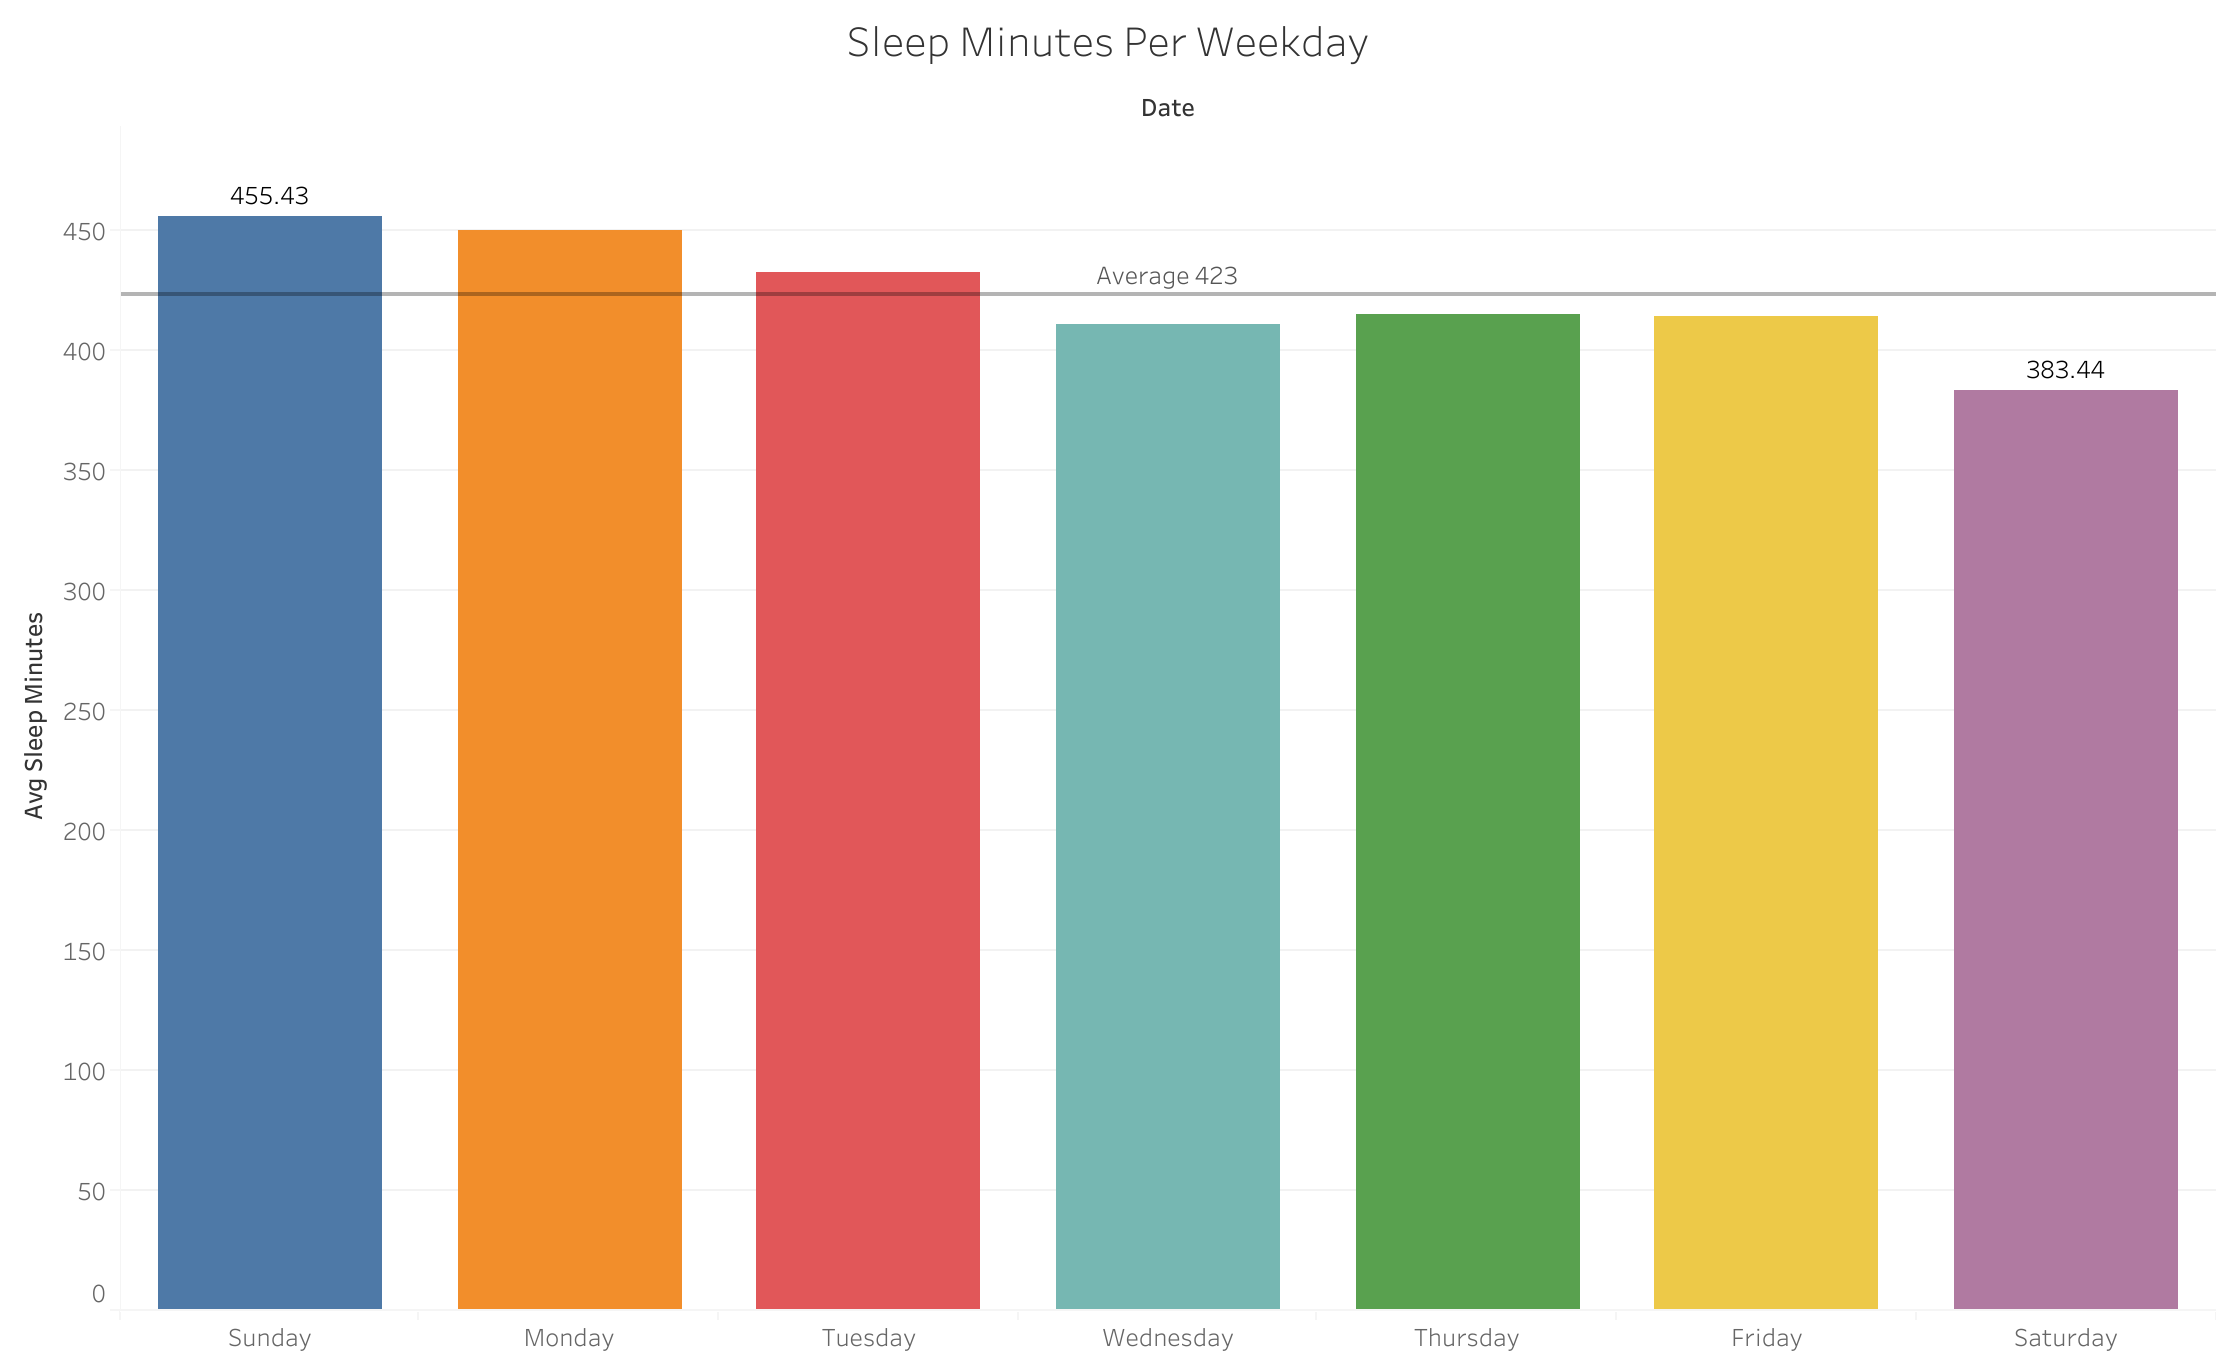 Sleep Minutes Per Weekday
Date
455.43
450
Average 423
400
383.44
350
300
250
200
150
100
50
0
Avg Sleep Minutes
Sunday Monday Tuesday Wednesday Thursday Friday Saturday